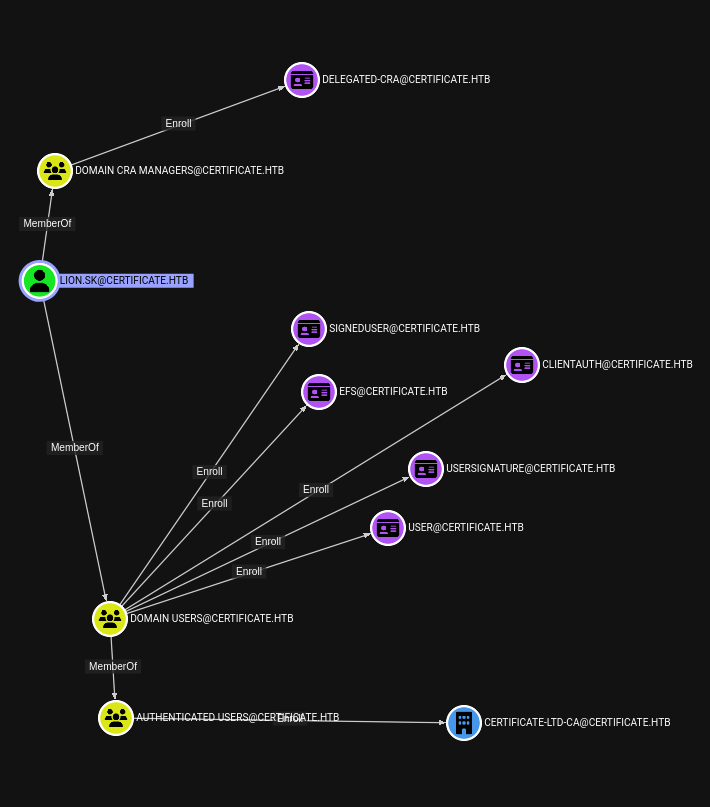 DELEGATED-CRA@CERTIFICATE.HTB
Enroll
DOMAIN CRA MANAGERS@CERTIFICATE.HTB
MemberOf
LION.SK@CERTIFICATE.HTB
SIGNEDUSER@CERTIFICATE.HTB
CLIENTAUTH@CERTIFICATE.HTB
EFS@CERTIFICATE.HTB
MemberOf
USERSIGNATURE@CERTIFICATE.HTB
Enroll
Enroll
Enroll
USER@CERTIFICATE.HTB
Enroll
Enroll
DOMAIN USERS@CERTIFICATE.HTB
MemberOf
AUTHENTICATED USERS@CERTIFICATE.HTB
Enroll
CERTIFICATE-LTD-CA@CERTIFICATE.HTB